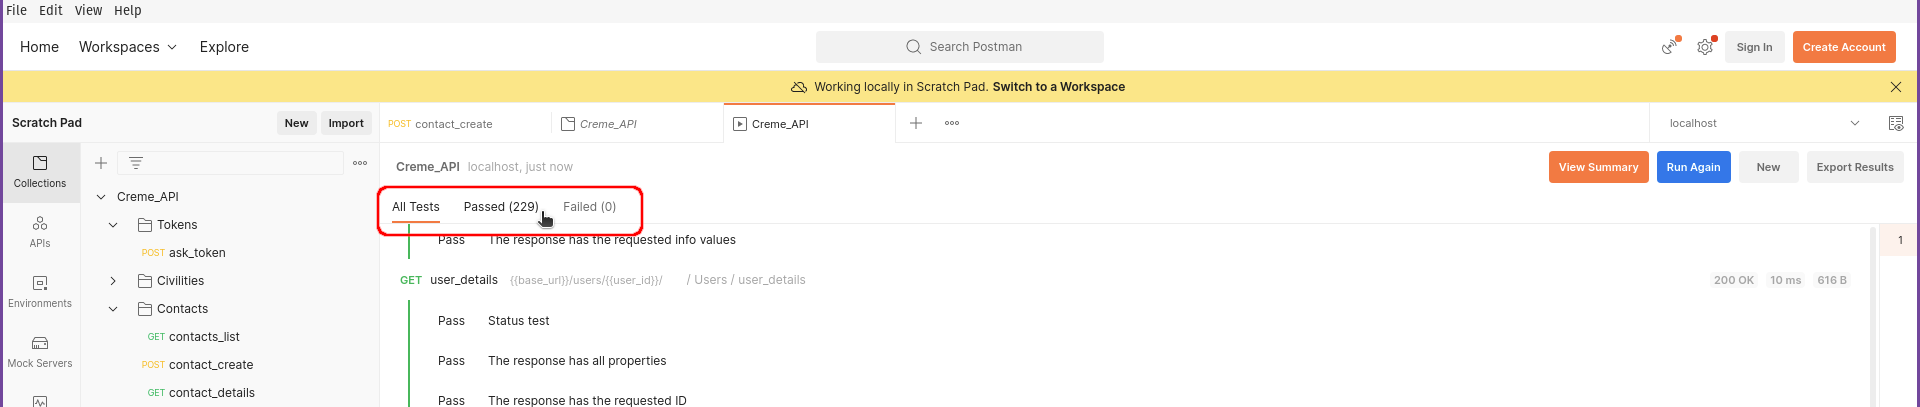 File Edit View Help
Home Workspaces Explore Search Postman Sign In Create Account
Working locally in Scratch Pad. Switch to a Workspace
Scratch Pad New Import POST contact_create Creme_API Creme_API localhost
Collections Creme_API localhost, just now View Summary Run Again New Export Results
Creme_API All Tests Passed (229) Failed (0)
Tokens
APIs Pass The response has the requested info values 1
POST ask_token
Civilities GET user_details {{base_url}}/users/{{user_id}}/ / Users / user_details 200 OK 10 ms 616 B
Environments
Contacts
Pass Status test
GET contacts_list
Mock Servers
POST contact_create Pass The response has all properties
GET contact_details
Pass The response has the requested ID